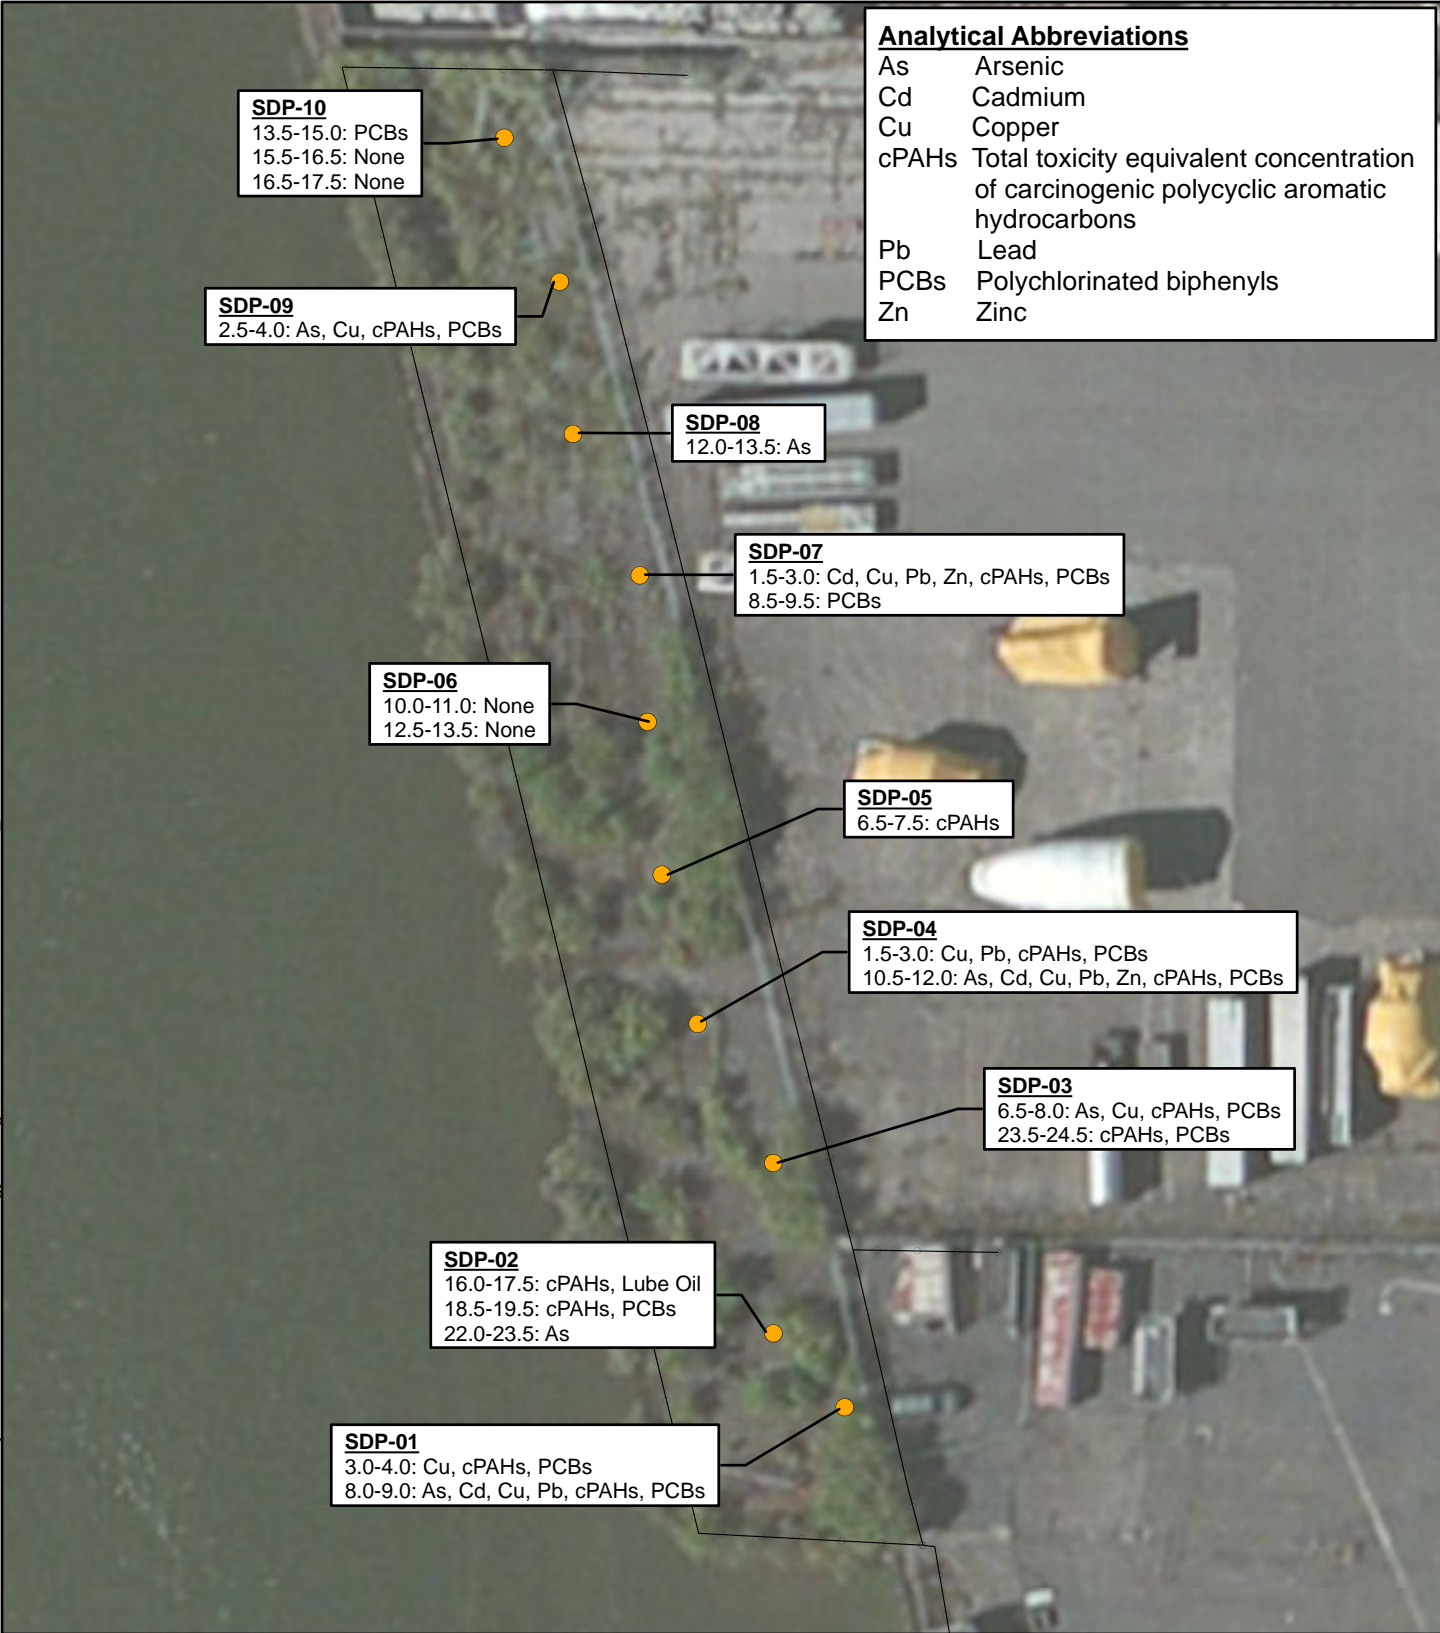 Analytical Abbreviations
As Arsenic
Cd Cadmium
Cu Copper
cPAHs Total toxicity equivalent concentration
of carcinogenic polycyclic aromatic
hydrocarbons
Pb Lead
PCBs Polychlorinated biphenyls
Zn Zinc
SDP-10
13.5-15.0: PCBs
15.5-16.5: None
16.5-17.5: None
SDP-09
2.5-4.0: As, Cu, cPAHs, PCBs
SDP-08
12.0-13.5: As
SDP-07
1.5-3.0: Cd, Cu, Pb, Zn, cPAHs, PCBs
8.5-9.5: PCBs
SDP-06
10.0-11.0: None
12.5-13.5: None
SDP-05
6.5-7.5: cPAHs
SDP-04
1.5-3.0: Cu, Pb, cPAHs, PCBs
10.5-12.0: As, Cd, Cu, Pb, Zn, cPAHs, PCBs
SDP-03
6.5-8.0: As, Cu, cPAHs, PCBs
23.5-24.5: cPAHs, PCBs
SDP-02
16.0-17.5: cPAHs, Lube Oil
18.5-19.5: cPAHs, PCBs
22.0-23.5: As
SDP-01
3.0-4.0: Cu, cPAHs, PCBs
8.0-9.0: As, Cd, Cu, Pb, cPAHs, PCBs